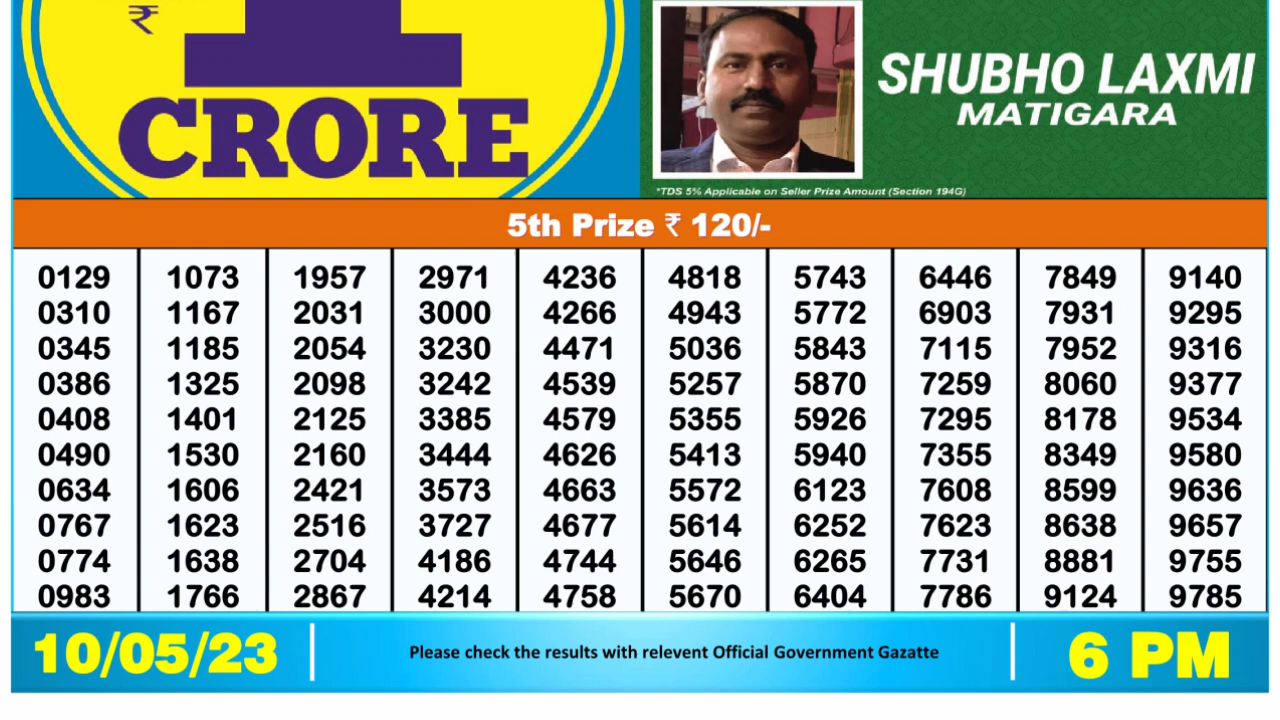 ₹
1
CRORE
SHUBHO LAXMI
MATIGARA
*TDS 5% Applicable on Seller Prize Amount (Section 194G)
5th Prize ₹ 120/-
0129 1073 1957 2971 4236 4818 5743 6446 7849 9140
0310 1167 2031 3000 4266 4943 5772 6903 7931 9295
0345 1185 2054 3230 4471 5036 5843 7115 7952 9316
0386 1325 2098 3242 4539 5257 5870 7259 8060 9377
0408 1401 2125 3385 4579 5355 5926 7295 8178 9534
0490 1530 2160 3444 4626 5413 5940 7355 8349 9580
0634 1606 2421 3573 4663 5572 6123 7608 8599 9636
0767 1623 2516 3727 4677 5614 6252 7623 8638 9657
0774 1638 2704 4186 4744 5646 6265 7731 8881 9755
0983 1766 2867 4214 4758 5670 6404 7786 9124 9785
10/05/23
Please check the results with relevent Official Government Gazatte
6 PM